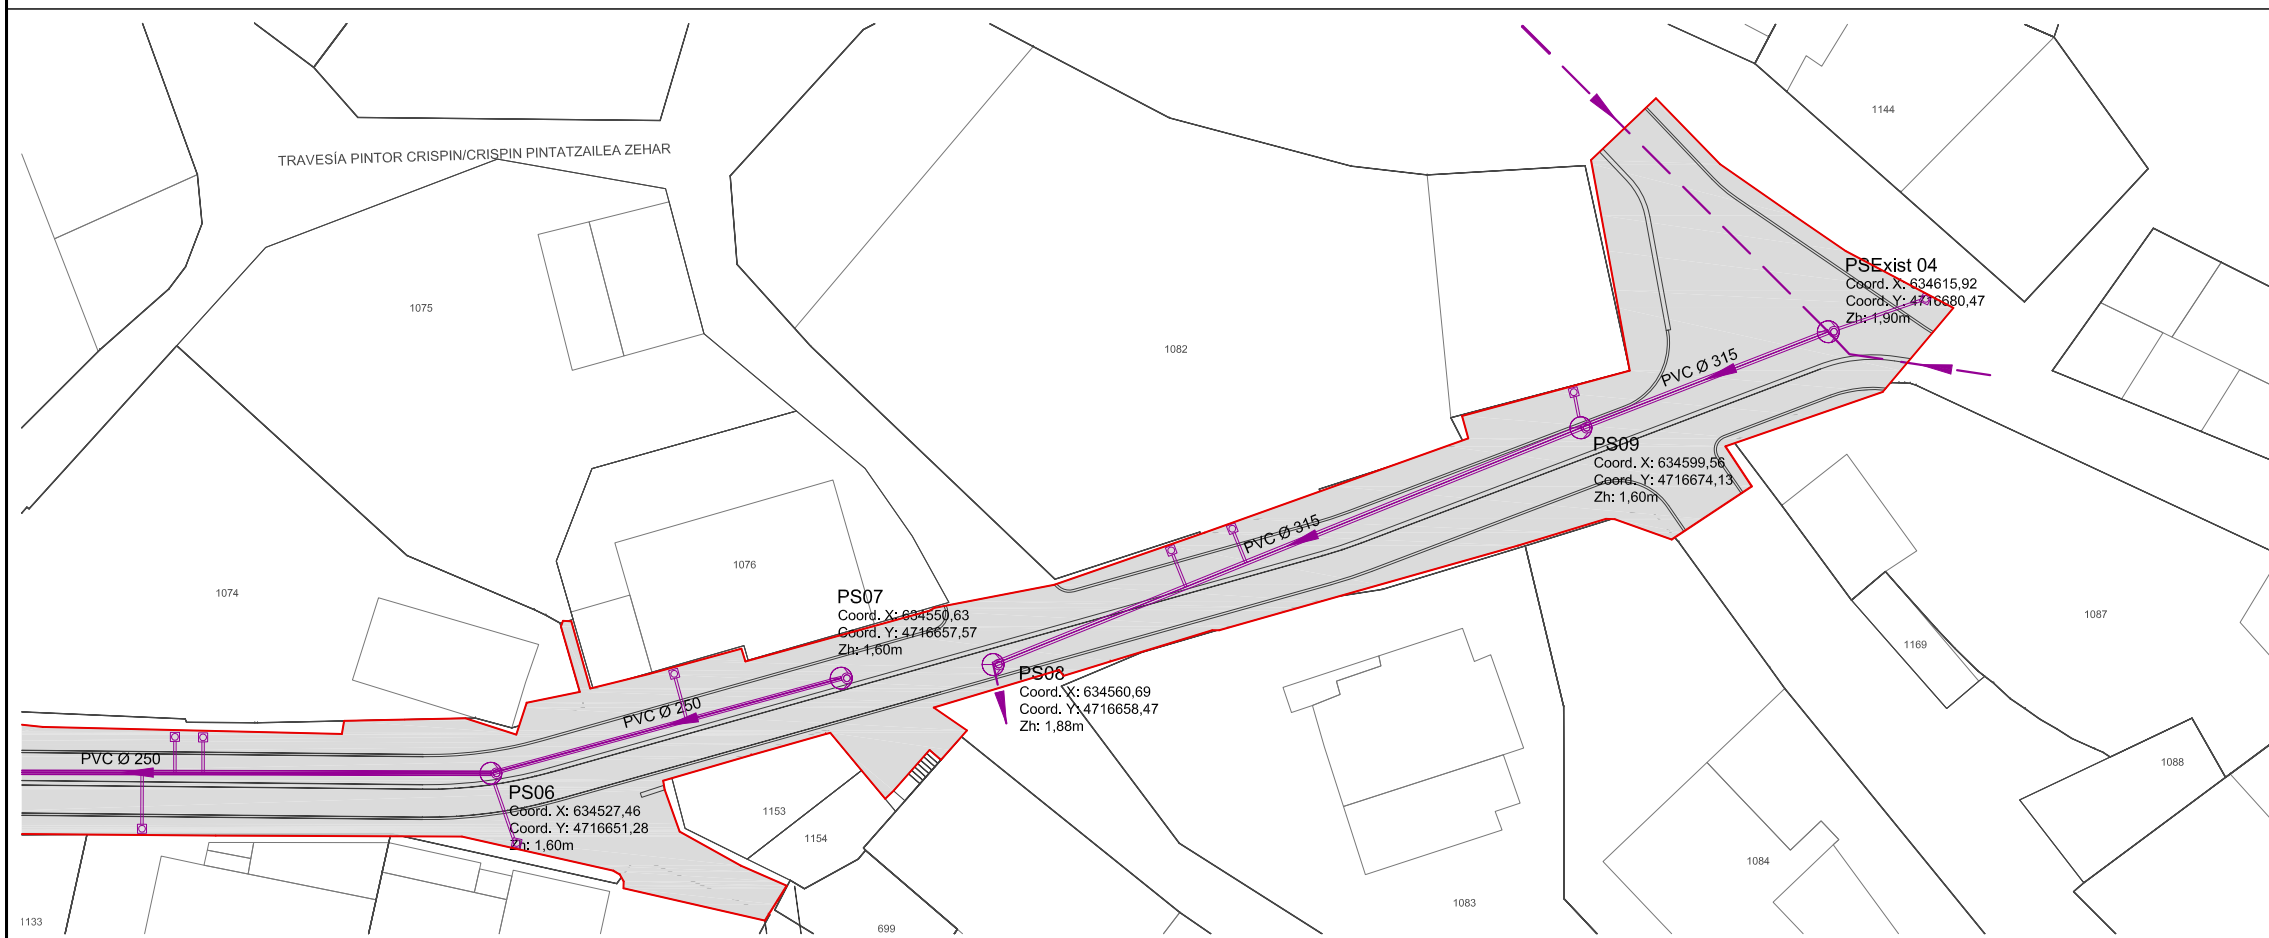 1144
TRAVESÍA PINTOR CRISPIN/CRISPIN PINTATZAILEA ZEHAR
PSExist 04
Coord. X: 634615,92
Coord. Y: 4716680,47
Zh: 1,90m
1075
1082
PVC Ø 315
PS09
Coord. X: 634599,56
Coord. Y: 4716674,13
Zh: 1,60m
PVC Ø 315
1076
1074
PS07
Coord. X: 634550,63
Coord. Y: 4716657,57
Zh: 1,60m
1087
1169
PS08
Coord. X: 634560,69
Coord. Y: 4716658,47
Zh: 1,88m
PVC Ø 250
PVC Ø 250
1088
PS06
Coord. X: 634527,46
Coord. Y: 4716651,28
Zh: 1,60m
1153
1154
1084
1083
1133
699